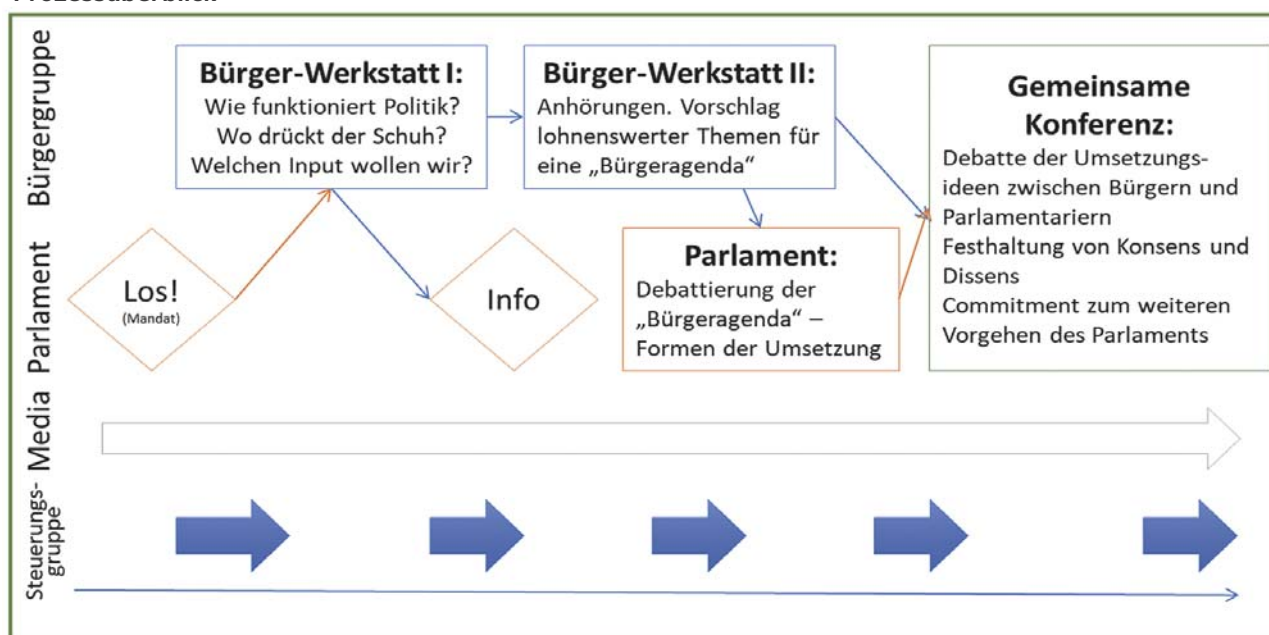 Prozessüberblick
Bürgergruppe
Bürger-Werkstatt I:
Wie funktioniert Politik?
Wo drückt der Schuh?
Welchen Input wollen wir?
Bürger-Werkstatt II:
Anhörungen. Vorschlag
lohnenswerter Themen für
eine „Bürgeragenda“
Gemeinsame
Konferenz:
Debatte der Umsetzungs-
ideen zwischen Bürgern und
Parlamentariern
Festhaltung von Konsens und
Dissens
Commitment zum weiteren
Vorgehen des Parlaments
Parlament
Los!
(Mandat)
Info
Parlament:
Debattierung der
„Bürgeragenda“ –
Formen der Umsetzung
Media
Steuerungs-
gruppe